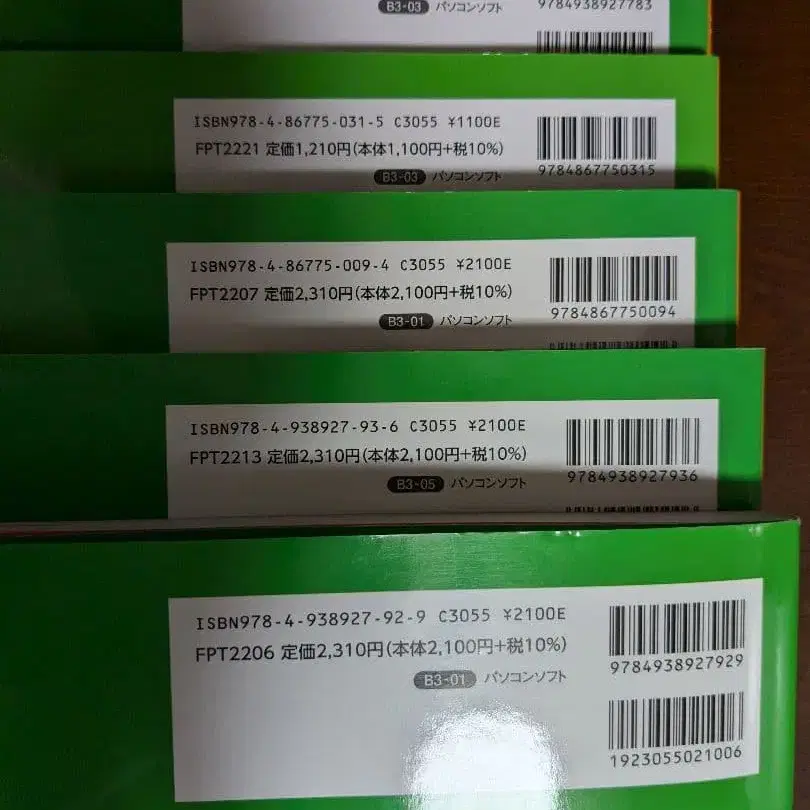 B3-03 パソコンソフト
9784938927783
ISBN978-4-86775-031-5 C3055 ¥1100E
FPT2221 定価1,210円(本体1,100円+税10%)
B3-03 パソコンソフト
9784867750315
ISBN978-4-86775-009-4 C3055 ¥2100E
FPT2207 定価2,310円(本体2,100円+税10%)
B3-01 パソコンソフト
9784867750094
ISBN978-4-938927-93-6 C3055 ¥2100E
FPT2213 定価2,310円(本体2,100円+税10%)
B3-05 パソコンソフト
9784938927936
ISBN978-4-938927-92-9 C3055 ¥2100E
FPT2206 定価2,310円(本体2,100円+税10%)
B3-01 パソコンソフト
9784938927929
1923055021006